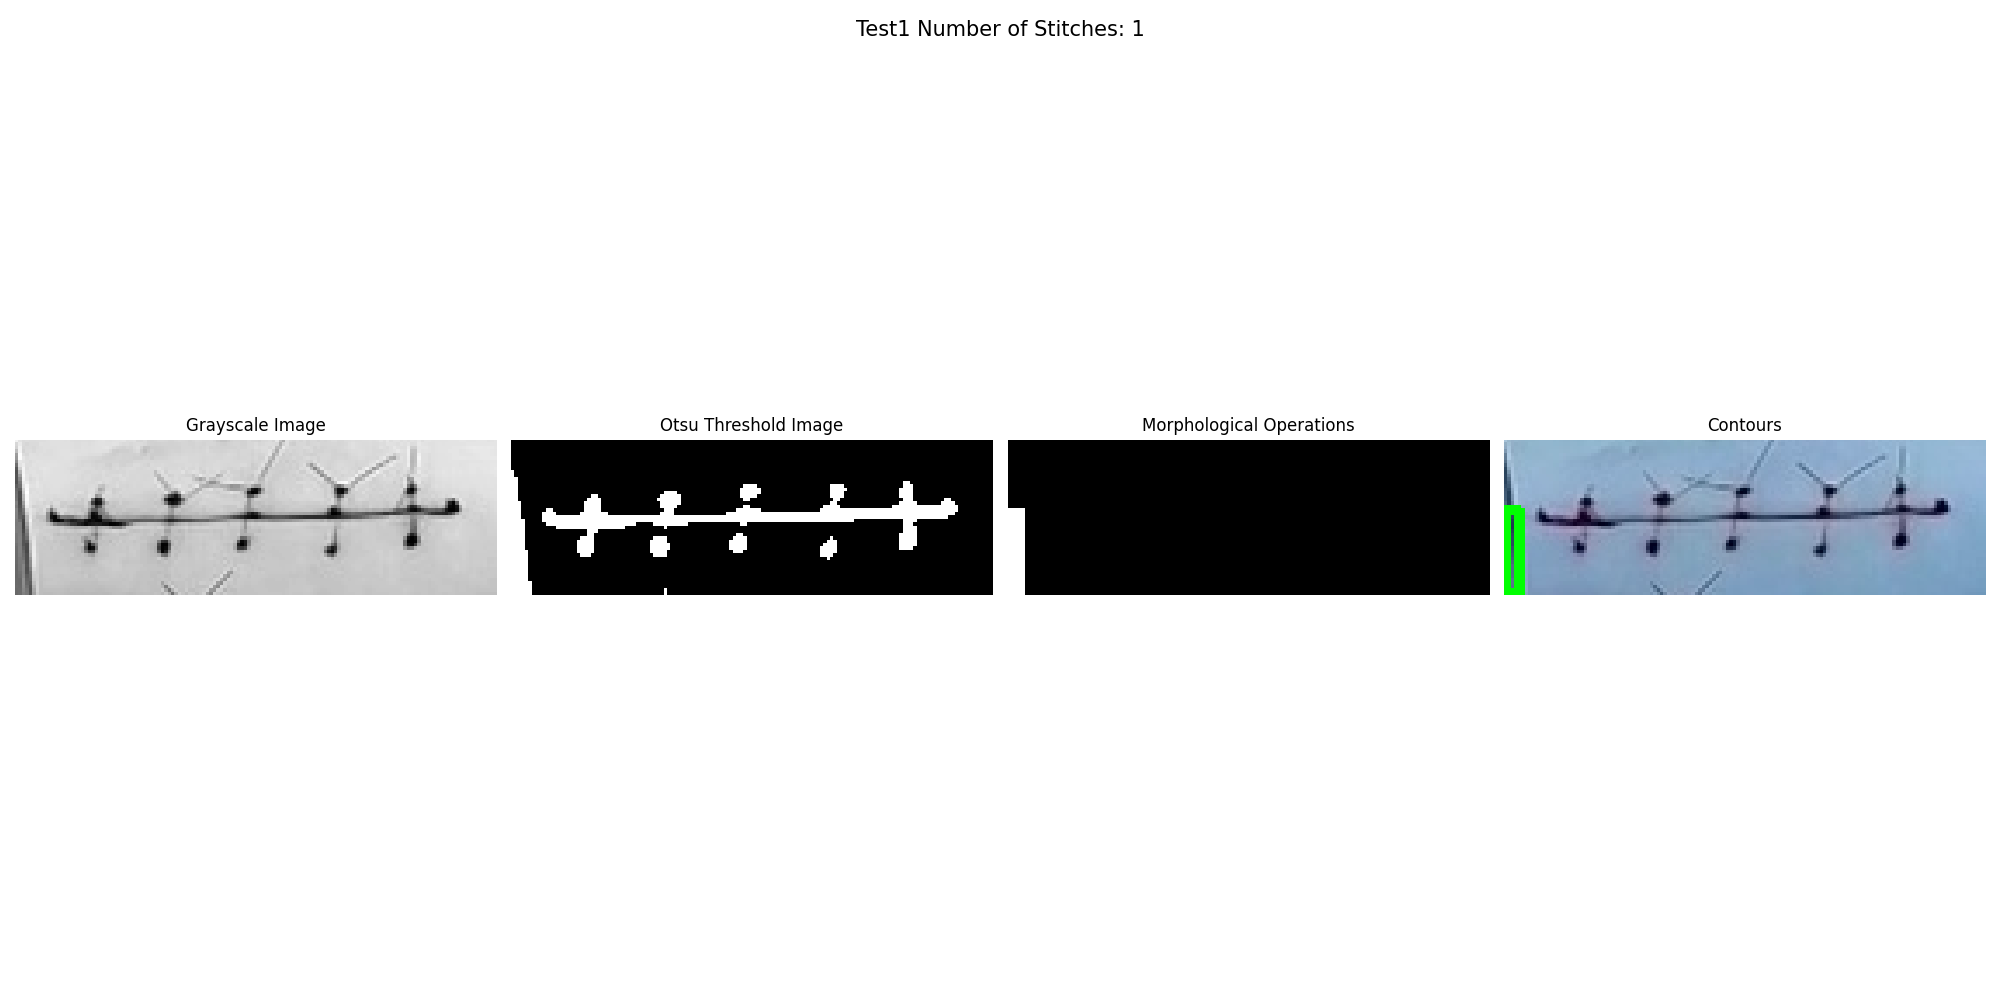 Test1 Number of Stitches: 1
Grayscale Image
Otsu Threshold Image
Morphological Operations
Contours